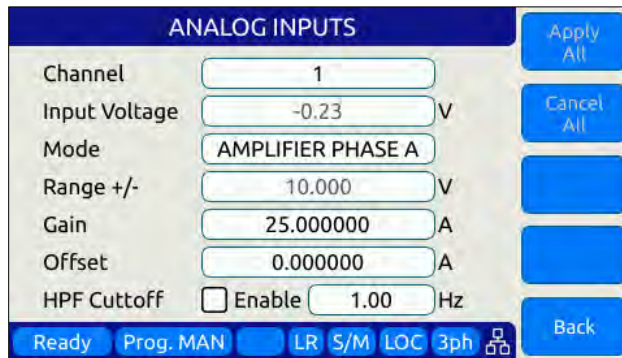 ANALOG INPUTS
Apply All
Channel 1
Input Voltage -0.23 V
Cancel All
Mode AMPLIFIER PHASE A
Range +/- 10.000 V
Gain 25.000000 A
Offset 0.000000 A
HPF Cuttoff Enable 1.00 Hz
Back
Ready Prog. MAN LR S/M LOC 3ph